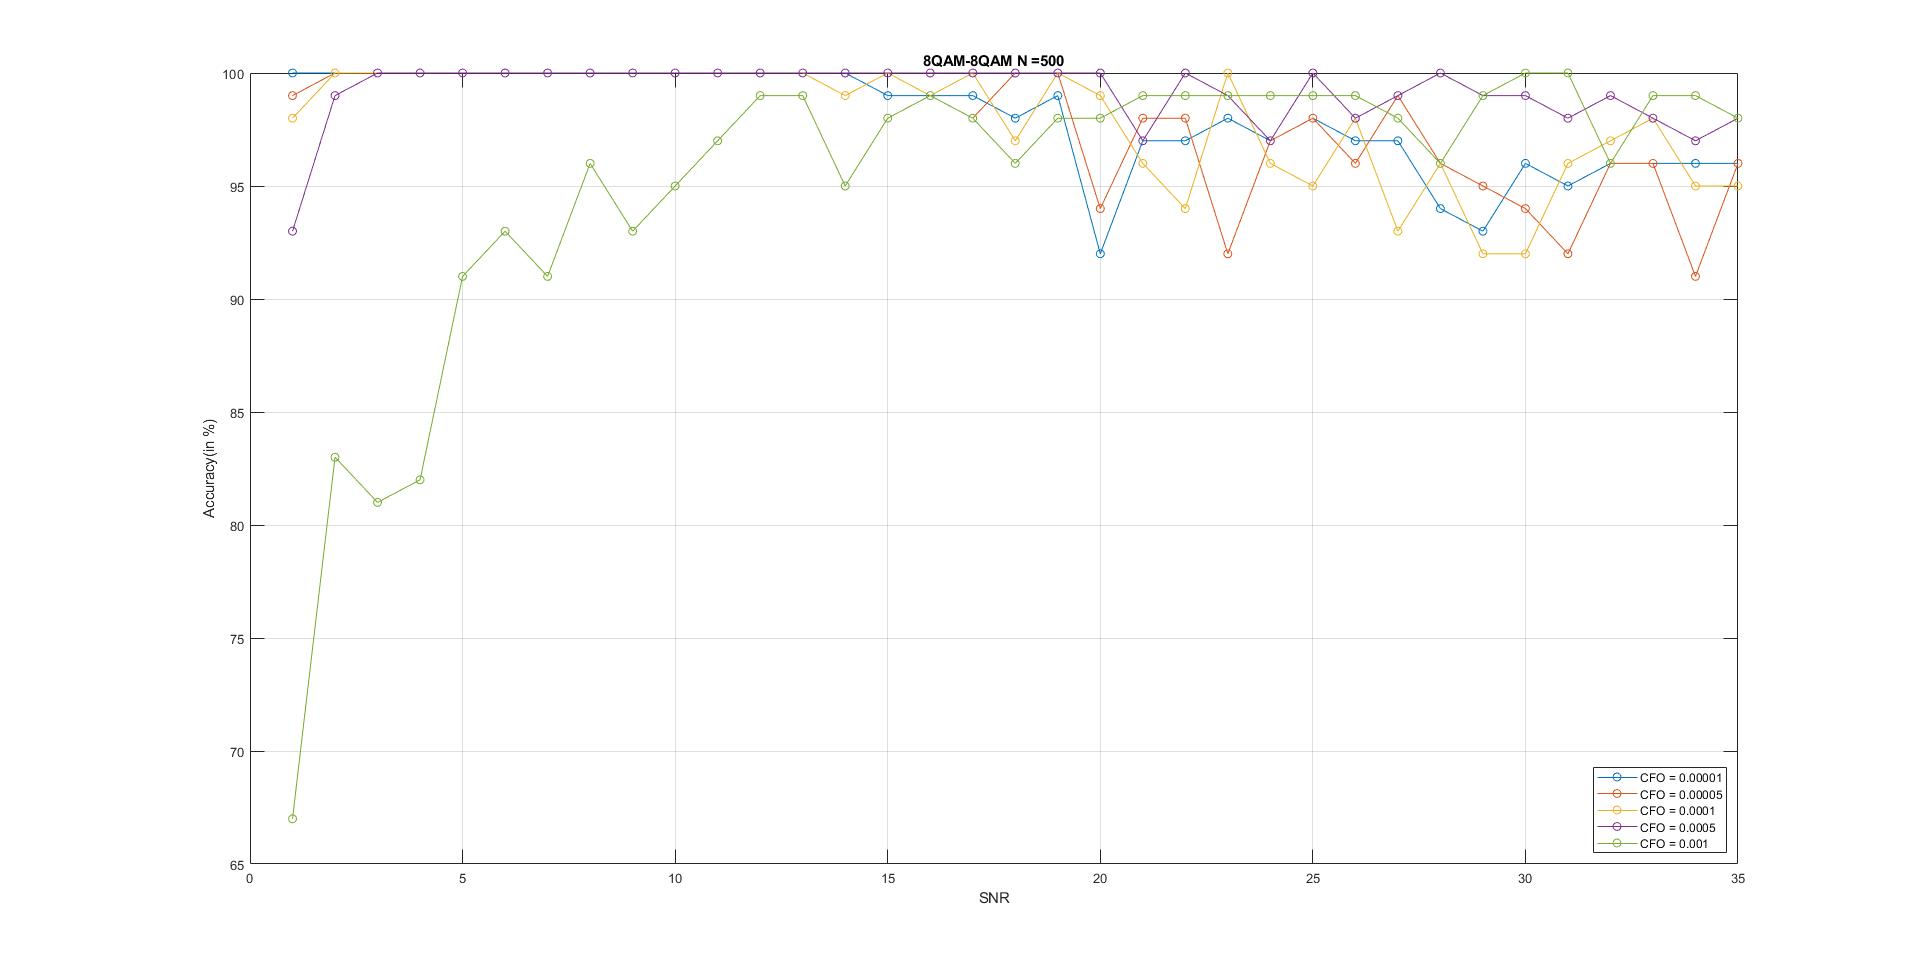 8QAM-8QAM N =500
100
95
90
85
80
75
70
65
Accuracy(in %)
0
5
10
15
20
25
30
35
SNR
CFO = 0.00001
CFO = 0.00005
CFO = 0.0001
CFO = 0.0005
CFO = 0.001